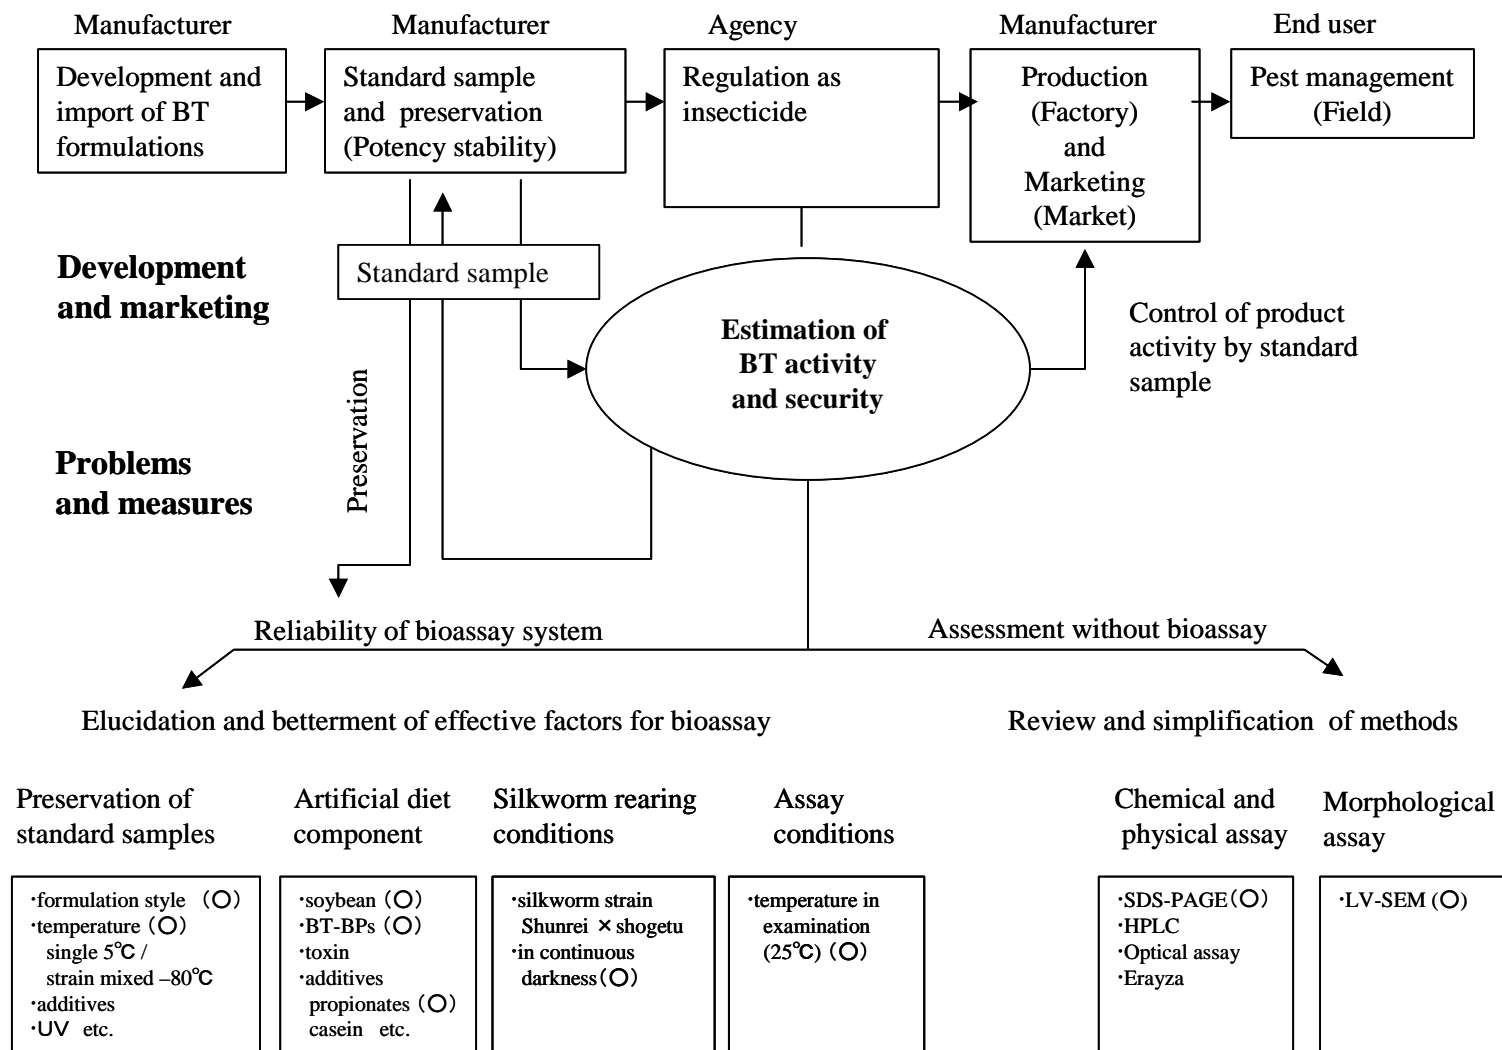 Manufacturer
Manufacturer
Agency
Manufacturer
End user
Development and
import of BT
formulations
Standard sample
and preservation
(Potency stability)
Regulation as
insecticide
Production
(Factory)
and
Marketing
(Market)
Pest management
(Field)
Standard sample
Development
and marketing
Estimation of
BT activity
and security
Control of product
activity by standard
sample
Preservation
Problems
and measures
Reliability of bioassay system
Assessment without bioassay
Elucidation and betterment of effective factors for bioassay
Review and simplification of methods
Preservation of
standard samples
・formulation style (○)
・temperature (○)
single 5℃ /
strain mixed –80℃
・additives
・UV etc.
Artificial diet
component
・soybean (○)
・BT-BPs (○)
・toxin
・additives
propionates (○)
casein etc.
Silkworm rearing
conditions
・silkworm strain
Shunrei × shogetu
・in continuous
darkness (○)
Assay
conditions
・temperature in
examination
(25℃) (○)
Chemical and
physical assay
・SDS-PAGE (○)
・HPLC
・Optical assay
・Erayza
Morphological
assay
・LV-SEM (○)